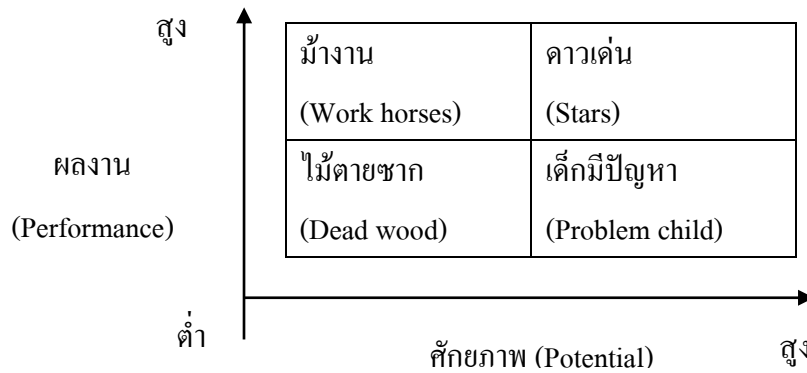 สูง
ม้างาน
(Work horses)
ดาวเด่น
(Stars)
ผลงาน
(Performance)
ไม้ตายซาก
(Dead wood)
เด็กมีปัญหา
(Problem child)
ต่ำ
ศักยภาพ (Potential)
สูง